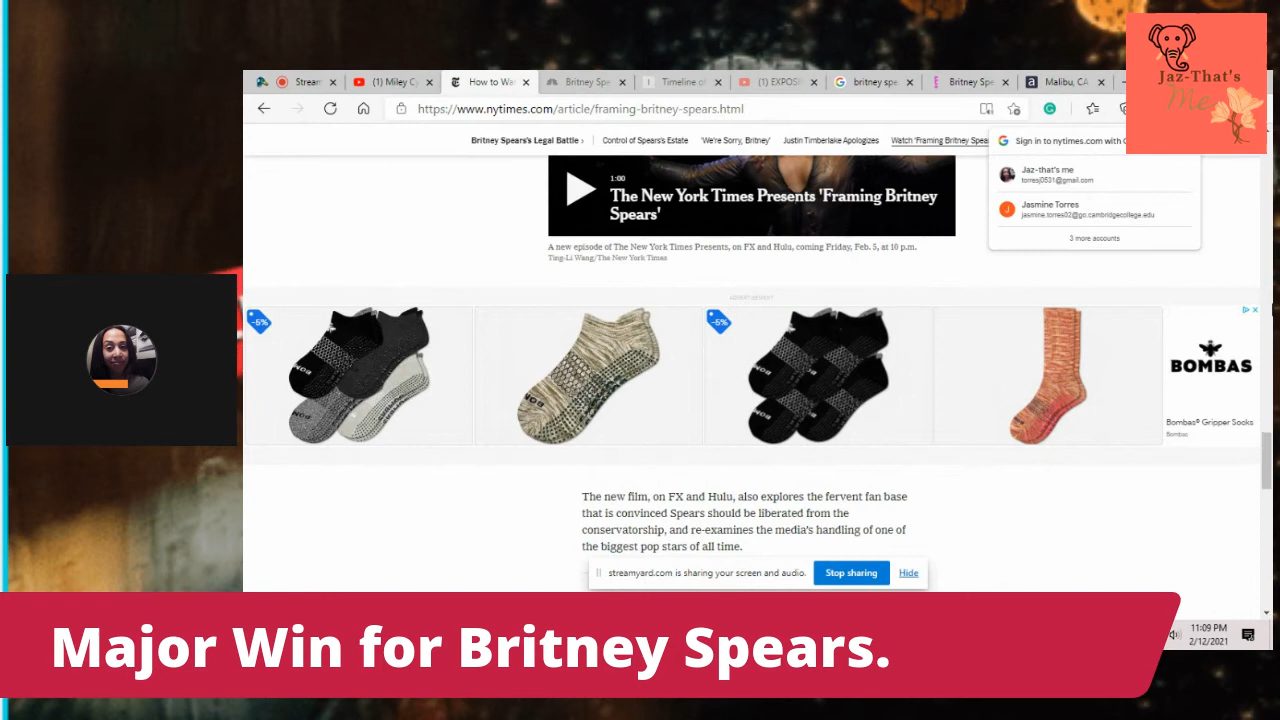 Jaz-That's
Me
Stream
(1) Miley C
How to Wa
Britney Spe
Timeline of
(1) EXPOS
britney spe
Britney Spe
Malibu, CA
https://www.nytimes.com/article/framing-britney-spears.html
Britney Spears's Legal Battle ›
Control of Spears's Estate
'We're Sorry, Britney'
Justin Timberlake Apologizes
Watch 'Framing Britney Spear
Sign in to nytimes.com with G
Jaz-that's me
torresj0531@gmail.com
J
Jasmine Torres
jasmine.torres02@go.cambridgecollege.edu
3 more accounts
1:00
The New York Times Presents 'Framing Britney
Spears'
A new episode of The New York Times Presents, on FX and Hulu, coming Friday, Feb. 5, at 10 p.m.
Ting-Li Wang/The New York Times
ADVERTISEMENT
-5%
-5%
BOMBAS
Bombas® Gripper Socks
Bombas
The new film, on FX and Hulu, also explores the fervent fan base
that is convinced Spears should be liberated from the
conservatorship, and re-examines the media's handling of one of
the biggest pop stars of all time.
streamyard.com is sharing your screen and audio.
Stop sharing
Hide
11:09 PM
2/12/2021
Major Win for Britney Spears.